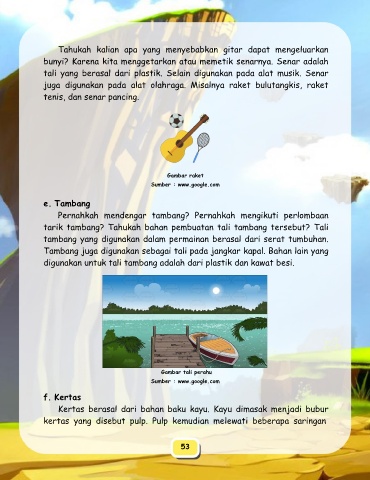 Tahukah kalian apa yang menyebabkan gitar dapat mengeluarkan
bunyi? Karena kita menggetarkan atau memetik senarnya. Senar adalah
tali yang berasal dari plastik. Selain digunakan pada alat musik. Senar
juga digunakan pada alat olahraga. Misalnya raket bulutangkis, raket
tenis, dan senar pancing.
Gambar raket
Sumber : www.google.com
e. Tambang
Pernahkah mendengar tambang? Pernahkah mengikuti perlombaan
tarik tambang? Tahukah bahan pembuatan tali tambang tersebut? Tali
tambang yang digunakan dalam permainan berasal dari serat tumbuhan.
Tambang juga digunakan sebagai tali pada jangkar kapal. Bahan lain yang
digunakan untuk tali tambang adalah dari plastik dan kawat besi.
Gambar tali perahu
Sumber : www.google.com
f. Kertas
Kertas berasal dari bahan baku kayu. Kayu dimasak menjadi bubur
kertas yang disebut pulp. Pulp kemudian melewati beberapa saringan
53